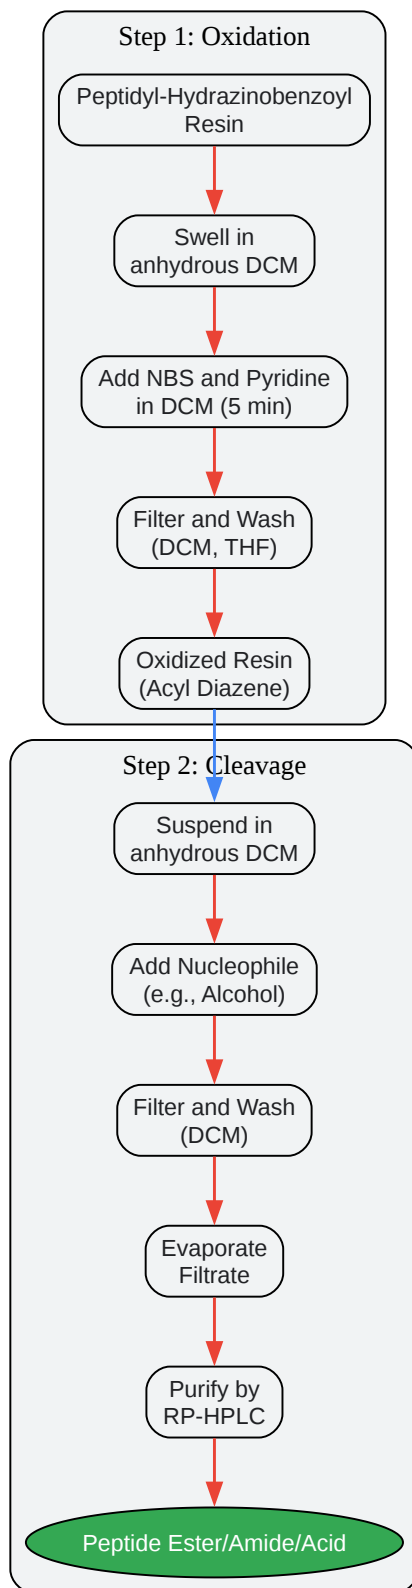 Step 1: Oxidation
Peptidyl-Hydrazinobenzoyl
Resin
Swell in
anhydrous DCM
Add NBS and Pyridine
in DCM (5 min)
Filter and Wash
(DCM, THF)
Oxidized Resin
(Acyl Diazene)
Step 2: Cleavage
Suspend in
anhydrous DCM
Add Nucleophile
(e.g., Alcohol)
Filter and Wash
(DCM)
Evaporate
Filtrate
Purify by
RP-HPLC
Peptide Ester/Amide/Acid